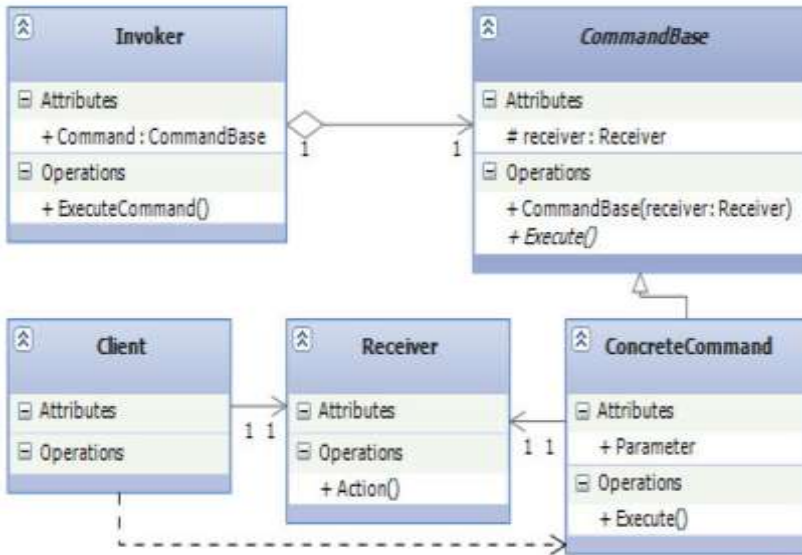 Invoker
Attributes
+ Command : CommandBase
Operations
+ ExecuteCommand()
1
1
CommandBase
Attributes
# receiver : Receiver
Operations
+ CommandBase(receiver: Receiver)
+ Execute()
Client
Attributes
Operations
1 1
Receiver
Attributes
Operations
+ Action()
1 1
ConcreteCommand
Attributes
+ Parameter
Operations
+ Execute()